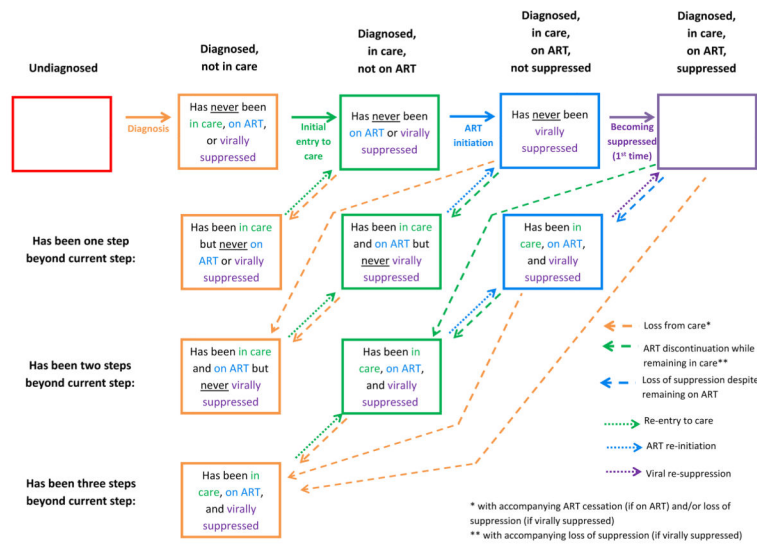 Undiagnosed
Diagnosed,
not in care
Diagnosed,
in care,
not on ART
Diagnosed,
in care,
on ART,
not suppressed
Diagnosed,
in care,
on ART,
suppressed
Diagnosis
Has never been
in care, on ART,
or virally
suppressed
Initial
entry to
care
Has never been
on ART or virally
suppressed
ART
initiation
Has never been
virally
suppressed
Becoming
suppressed
(1st time)
Has been one step
beyond current step:
Has been in care
but never on
ART or virally
suppressed
Has been in care
and on ART but
never virally
suppressed
Has been in
care, on ART,
and virally
suppressed
Has been two steps
beyond current step:
Has been in care
and on ART but
never virally
suppressed
Has been in
care, on ART,
and virally
suppressed
Has been three steps
beyond current step:
Has been in
care, on ART,
and virally
suppressed
Loss from care*
ART discontinuation while
remaining in care**
Loss of suppression despite
remaining on ART
Re-entry to care
ART re-initiation
Viral re-suppression
* with accompanying ART cessation (if on ART) and/or loss of
suppression (if virally suppressed)
** with accompanying loss of suppression (if virally suppressed)